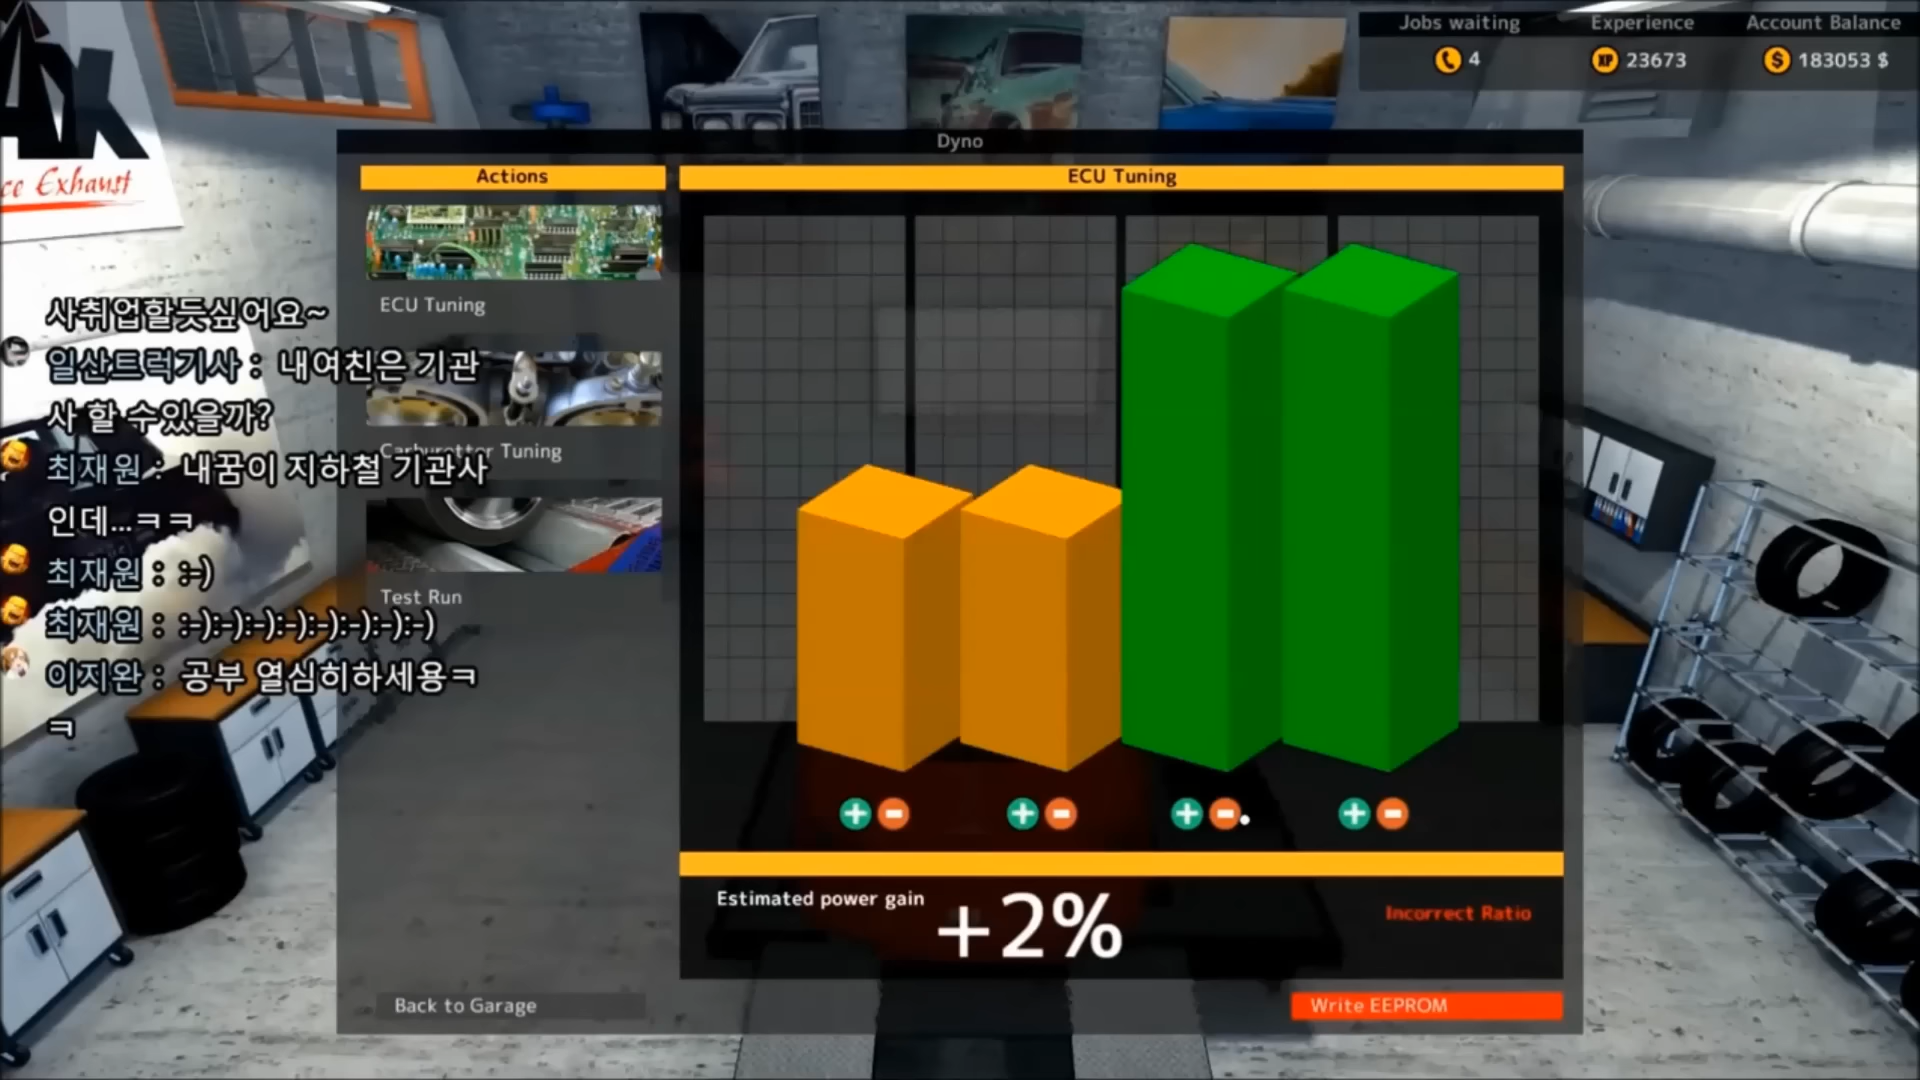 Jobs waiting
Experience
Account Balance
4
XP
23673
$
183053 $
ce Exhaust
Dyno
Actions
ECU Tuning
ECU Tuning
Carburettor Tuning
Test Run
사취업할듯싶어요~
일산트럭기사 : 내여친은 기관
사 할 수있을까?
최재원 : 내꿈이 지하철 기관사
인데...ㅋㅋ
최재원 : :-)
최재원 : :-):-):-):-):-):-):-):-)
이지완 : 공부 열심히하세용ㅋ
ㅋ
Estimated power gain
+2%
Incorrect Ratio
Back to Garage
Write EEPROM